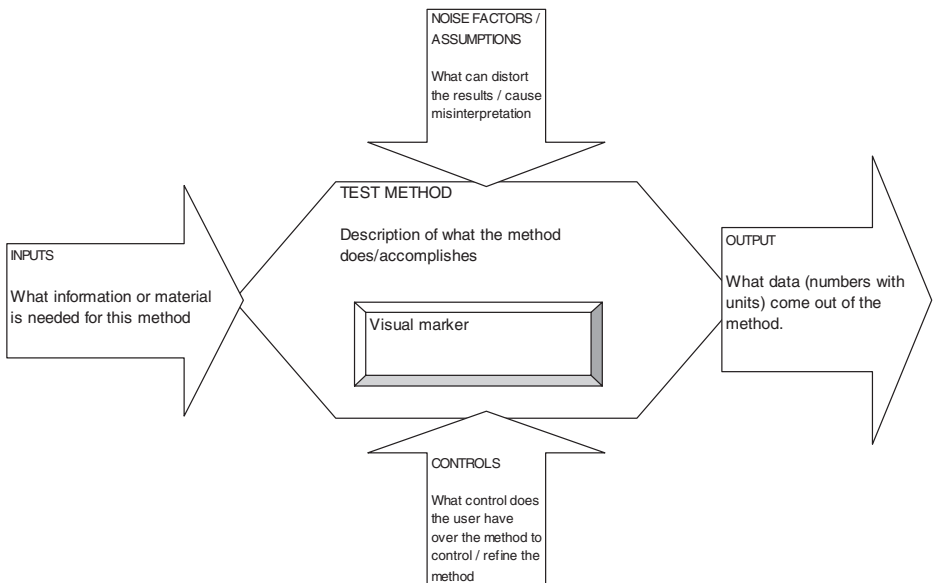 NOISE FACTORS /
ASSUMPTIONS
What can distort
the results / cause
misinterpretation
TEST METHOD
Description of what the method
does/accomplishes
INPUTS
What information or material
is needed for this method
Visual marker
OUTPUT
What data (numbers with
units) come out of the
method.
CONTROLS
What control does
the user have
over the method to
control / refine the
method